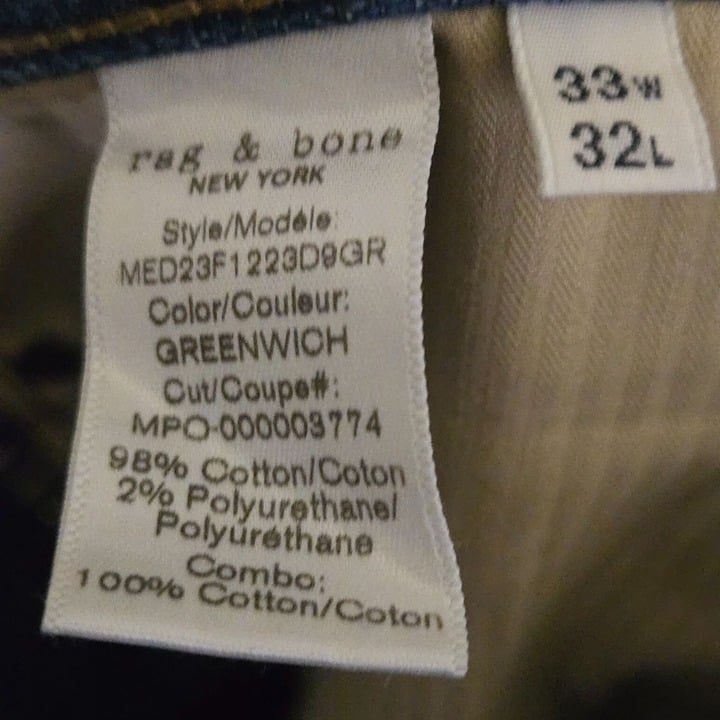 rag & bone
NEW YORK
Style/Modéle:
MED23F1223D9GR
Color/Couleur:
GREENWICH
Cut/Coupe#:
MPO-000003774
98% Cotton/Coton
2% Polyurethane/
Polyuréthane
Combo:
100% Cotton/Coton
33W
32L